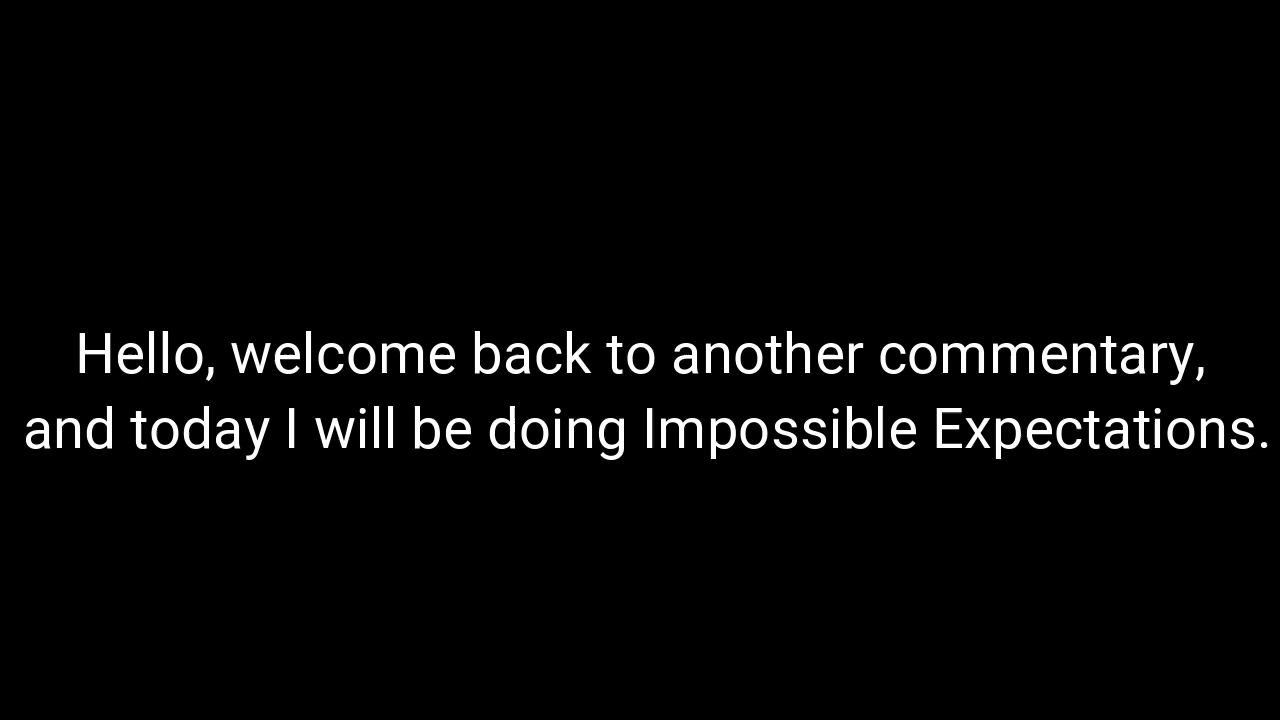 Hello, welcome back to another commentary,
and today I will be doing Impossible Expectations.